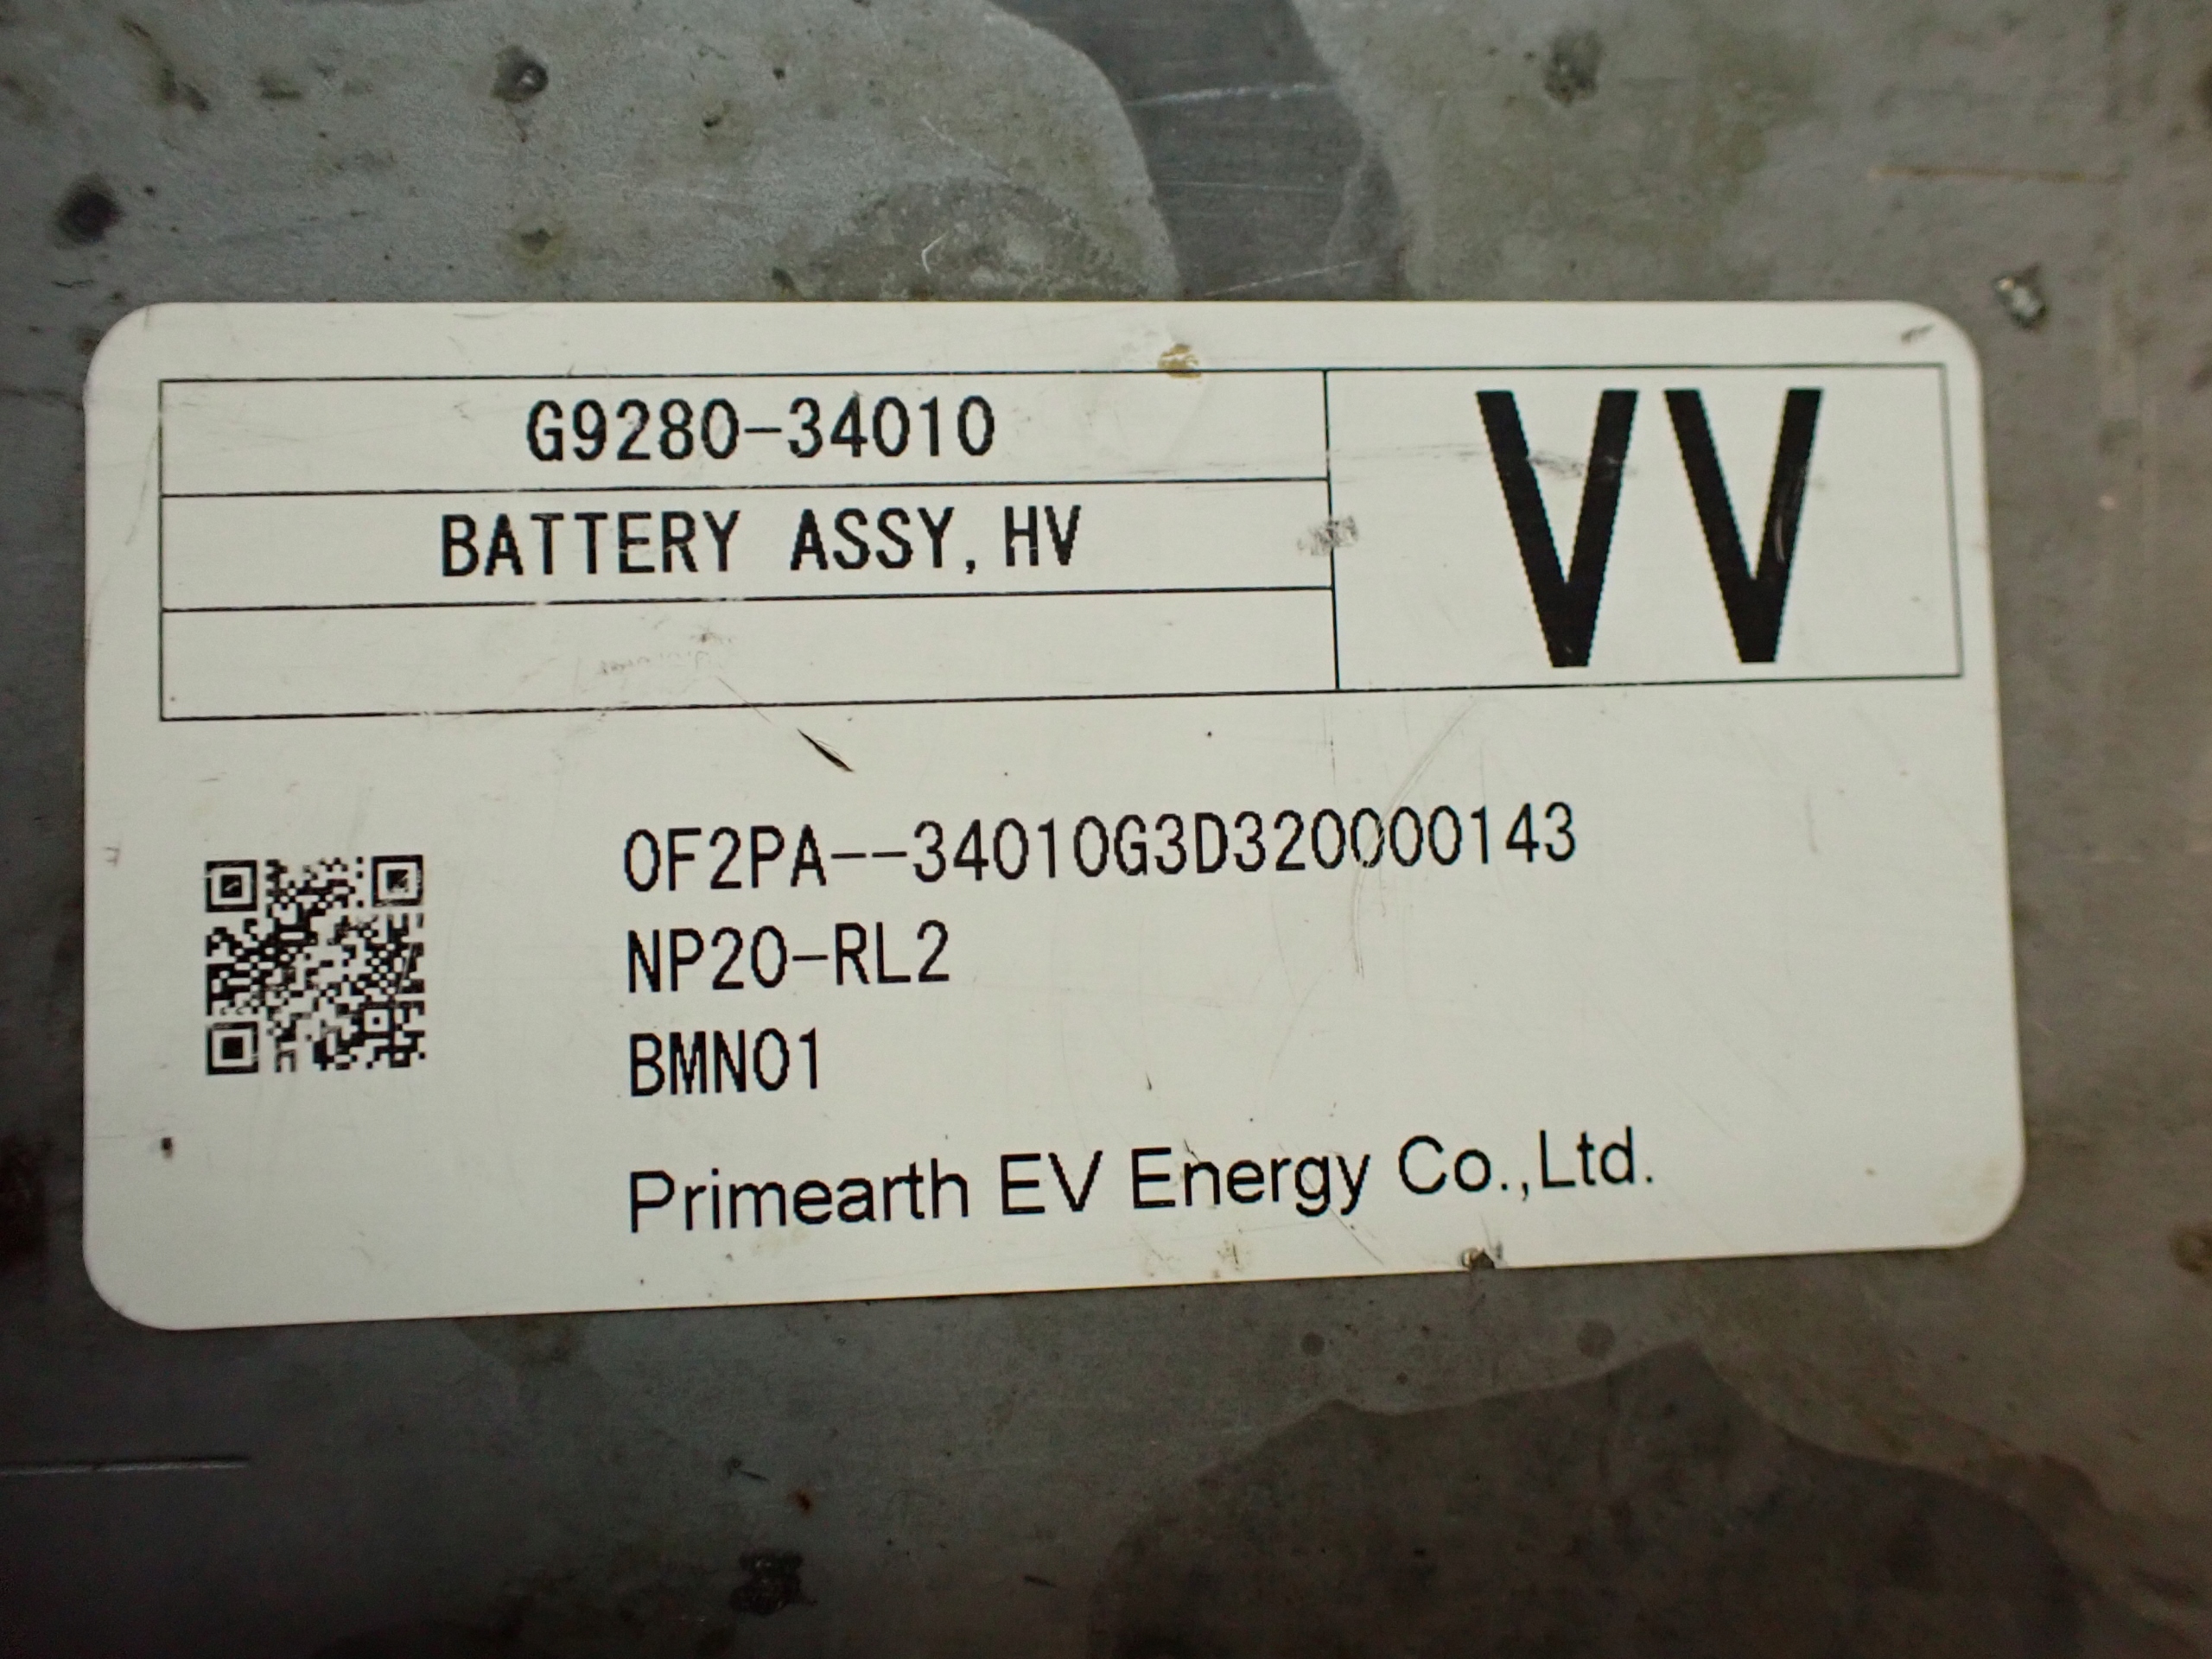 G9280-34010
VV
BATTERY ASSY, HV
0F2PA--34010G3D320000143
NP20-RL2
BMN01
Primearth EV Energy Co.,Ltd.